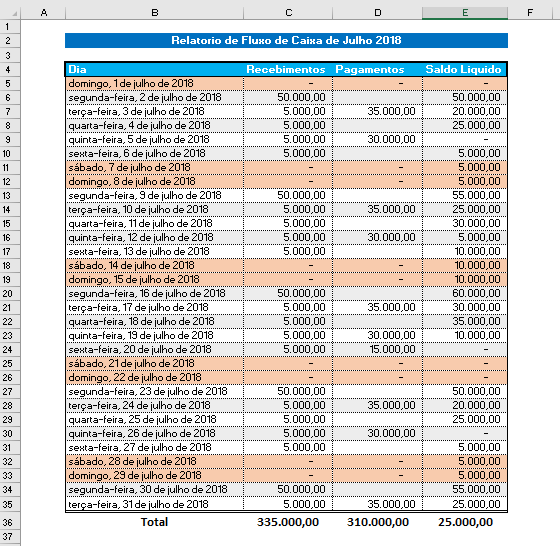 A B C D E F
1
2 Relatorio de Fluxo de Caixa de Julho 2018
3
4 Dia Recebimentos Pagamentos Saldo Liquido
5 domingo, 1 de julho de 2018 - - -
6 segunda-feira, 2 de julho de 2018 50.000,00 50.000,00
7 terça-feira, 3 de julho de 2018 5.000,00 35.000,00 20.000,00
8 quarta-feira, 4 de julho de 2018 5.000,00 25.000,00
9 quinta-feira, 5 de julho de 2018 5.000,00 30.000,00 -
10 sexta-feira, 6 de julho de 2018 5.000,00 5.000,00
11 sábado, 7 de julho de 2018 - - 5.000,00
12 domingo, 8 de julho de 2018 - - 5.000,00
13 segunda-feira, 9 de julho de 2018 50.000,00 55.000,00
14 terça-feira, 10 de julho de 2018 5.000,00 35.000,00 25.000,00
15 quarta-feira, 11 de julho de 2018 5.000,00 30.000,00
16 quinta-feira, 12 de julho de 2018 5.000,00 30.000,00 5.000,00
17 sexta-feira, 13 de julho de 2018 5.000,00 10.000,00
18 sábado, 14 de julho de 2018 - - 10.000,00
19 domingo, 15 de julho de 2018 - - 10.000,00
20 segunda-feira, 16 de julho de 2018 50.000,00 60.000,00
21 terça-feira, 17 de julho de 2018 5.000,00 35.000,00 30.000,00
22 quarta-feira, 18 de julho de 2018 5.000,00 35.000,00
23 quinta-feira, 19 de julho de 2018 5.000,00 30.000,00 10.000,00
24 sexta-feira, 20 de julho de 2018 5.000,00 15.000,00 -
25 sábado, 21 de julho de 2018 - - -
26 domingo, 22 de julho de 2018 - - -
27 segunda-feira, 23 de julho de 2018 50.000,00 50.000,00
28 terça-feira, 24 de julho de 2018 5.000,00 35.000,00 20.000,00
29 quarta-feira, 25 de julho de 2018 5.000,00 25.000,00
30 quinta-feira, 26 de julho de 2018 5.000,00 30.000,00 -
31 sexta-feira, 27 de julho de 2018 5.000,00 5.000,00
32 sábado, 28 de julho de 2018 - - 5.000,00
33 domingo, 29 de julho de 2018 - - 5.000,00
34 segunda-feira, 30 de julho de 2018 50.000,00 55.000,00
35 terça-feira, 31 de julho de 2018 5.000,00 35.000,00 25.000,00
36 Total 335.000,00 310.000,00 25.000,00
37